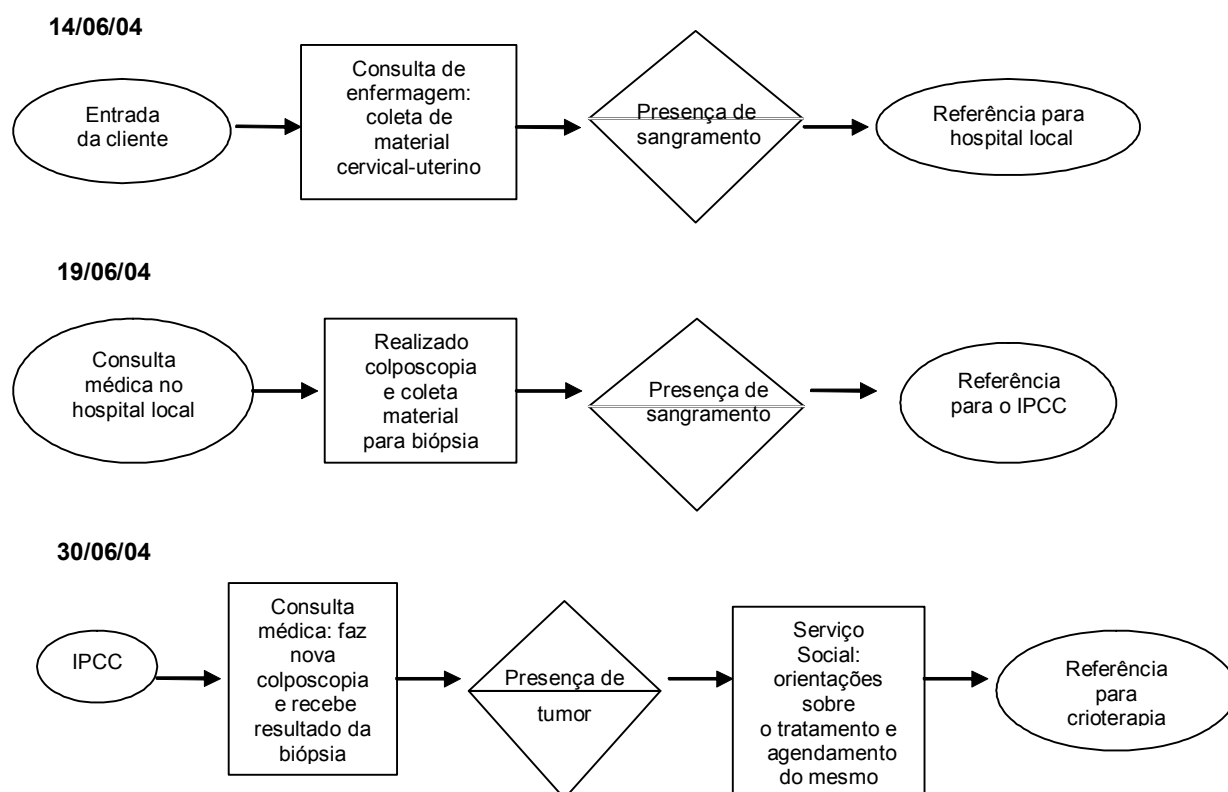 14/06/04
Entrada
da cliente
Consulta de
enfermagem:
coleta de
material
cervical-uterino
Presença de
sangramento
Referência para
hospital local
19/06/04
Consulta
médica no
hospital local
Realizado
colposcopia
e coleta
material
para biópsia
Presença de
sangramento
Referência
para o IPCC
30/06/04
IPCC
Consulta
médica: faz
nova
colposcopia
e recebe
resultado da
biópsia
Presença de
tumor
Serviço
Social:
orientações
sobre
o tratamento e
agendamento
do mesmo
Referência
para
crioterapia